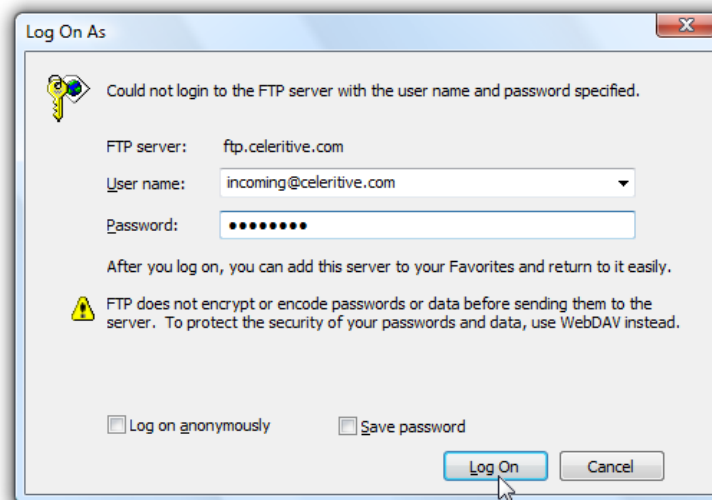 Log On As
Could not login to the FTP server with the user name and password specified.
FTP server: ftp.celeritive.com
User name: incoming@celeritive.com
Password: ●●●●●●●●
After you log on, you can add this server to your Favorites and return to it easily.
FTP does not encrypt or encode passwords or data before sending them to the
server. To protect the security of your passwords and data, use WebDAV instead.
Log on anonymously Save password
Log On Cancel